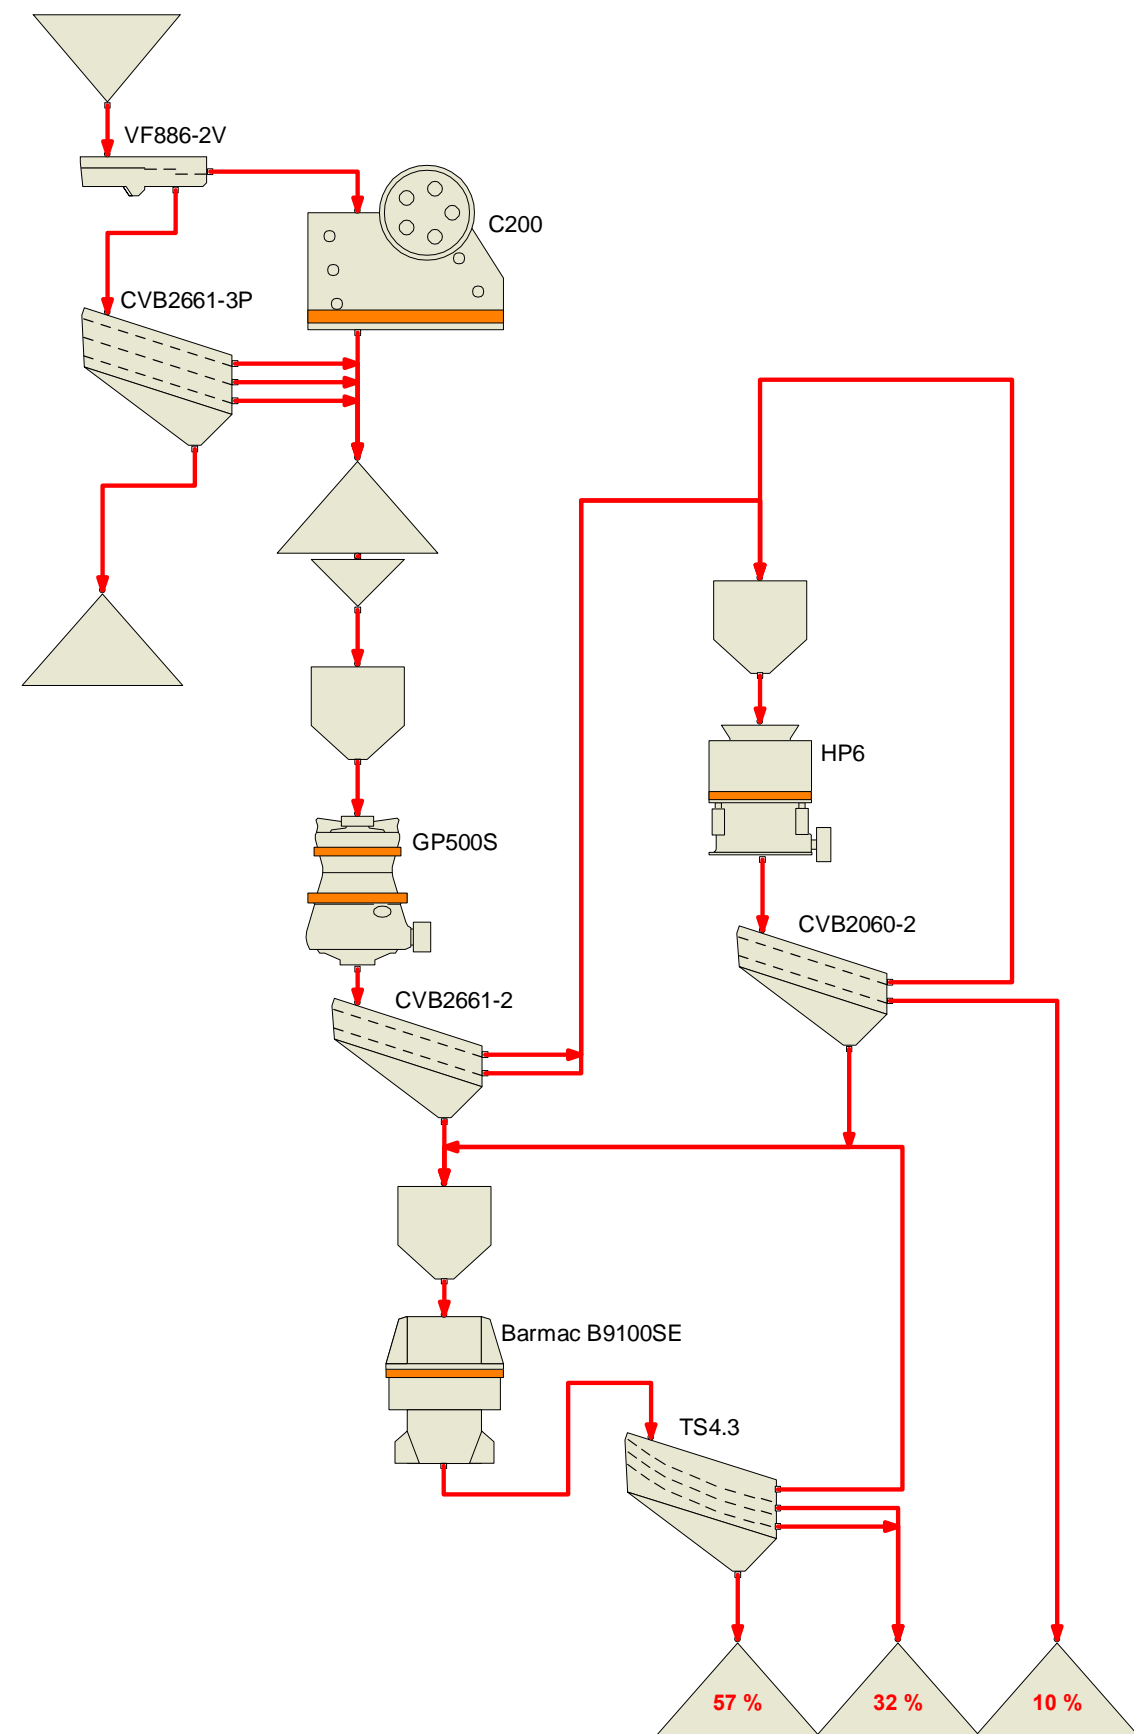 VF886-2V
C200
CVB2661-3P
HP6
GP500S
CVB2060-2
CVB2661-2
Barmac B9100SE
TS4.3
57 %
32 %
10 %